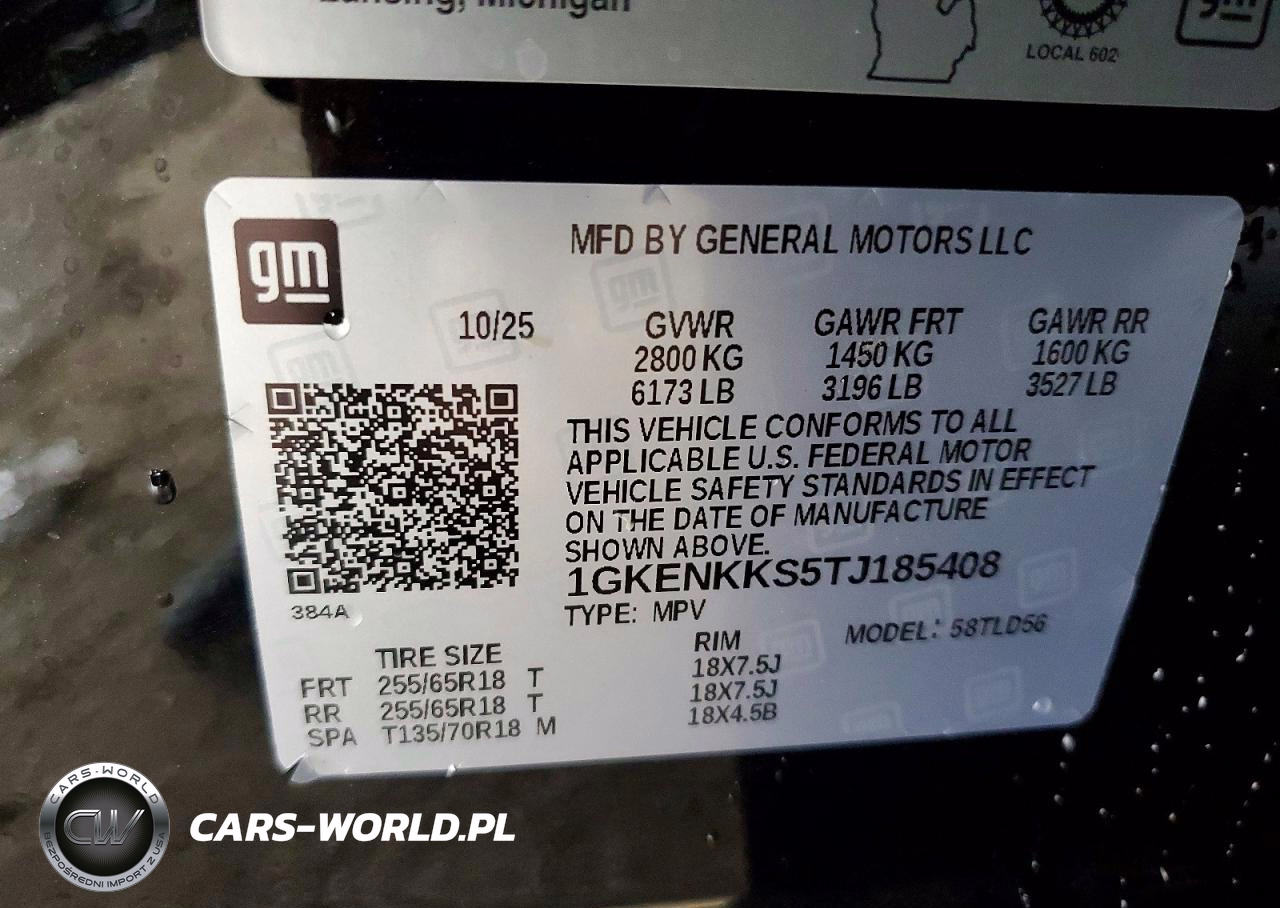 Lansing, Michigan
LOCAL 602
gm
gm
MFD BY GENERAL MOTORS LLC
10/25
GVWR GAWR FRT GAWR RR
2800 KG 1450 KG 1600 KG
6173 LB 3196 LB 3527 LB
THIS VEHICLE CONFORMS TO ALL
APPLICABLE U.S. FEDERAL MOTOR
VEHICLE SAFETY STANDARDS IN EFFECT
ON THE DATE OF MANUFACTURE
SHOWN ABOVE.
1GKENKKS5TJ185408
384A
TYPE: MPV
MODEL: 58TLD56
TIRE SIZE RIM
FRT 255/65R18 T 18X7.5J
RR 255/65R18 T 18X7.5J
SPA T135/70R18 M 18X4.5B
CARS-WORLD
CW
BEZPOŚREDNI IMPORT Z USA
CARS-WORLD.PL